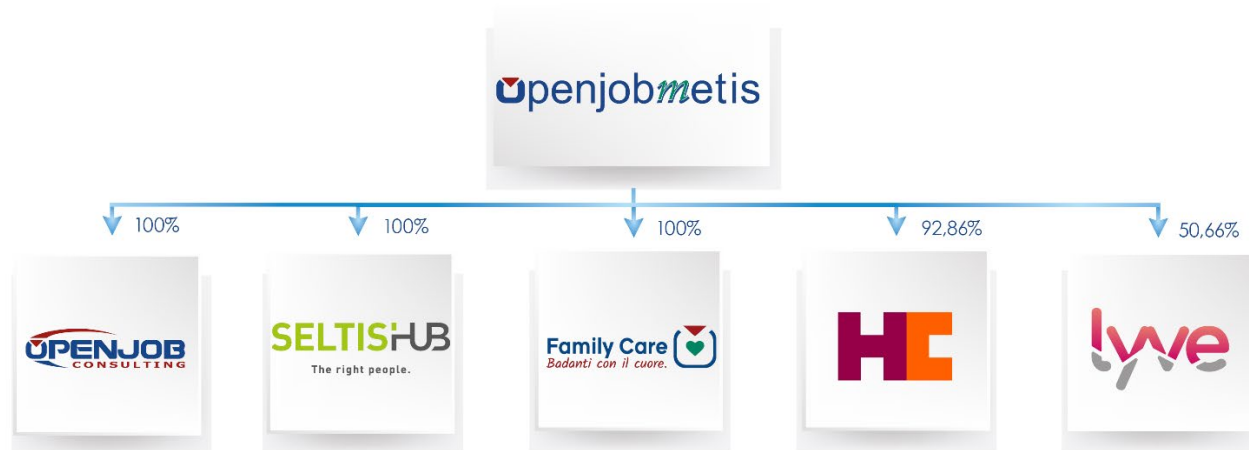 openjobmetis
100%
100%
100%
92,86%
50,66%
OPENJOB
CONSULTING
SELTISHUB
The right people.
Family Care
Badanti con il cuore.
HC
lyve